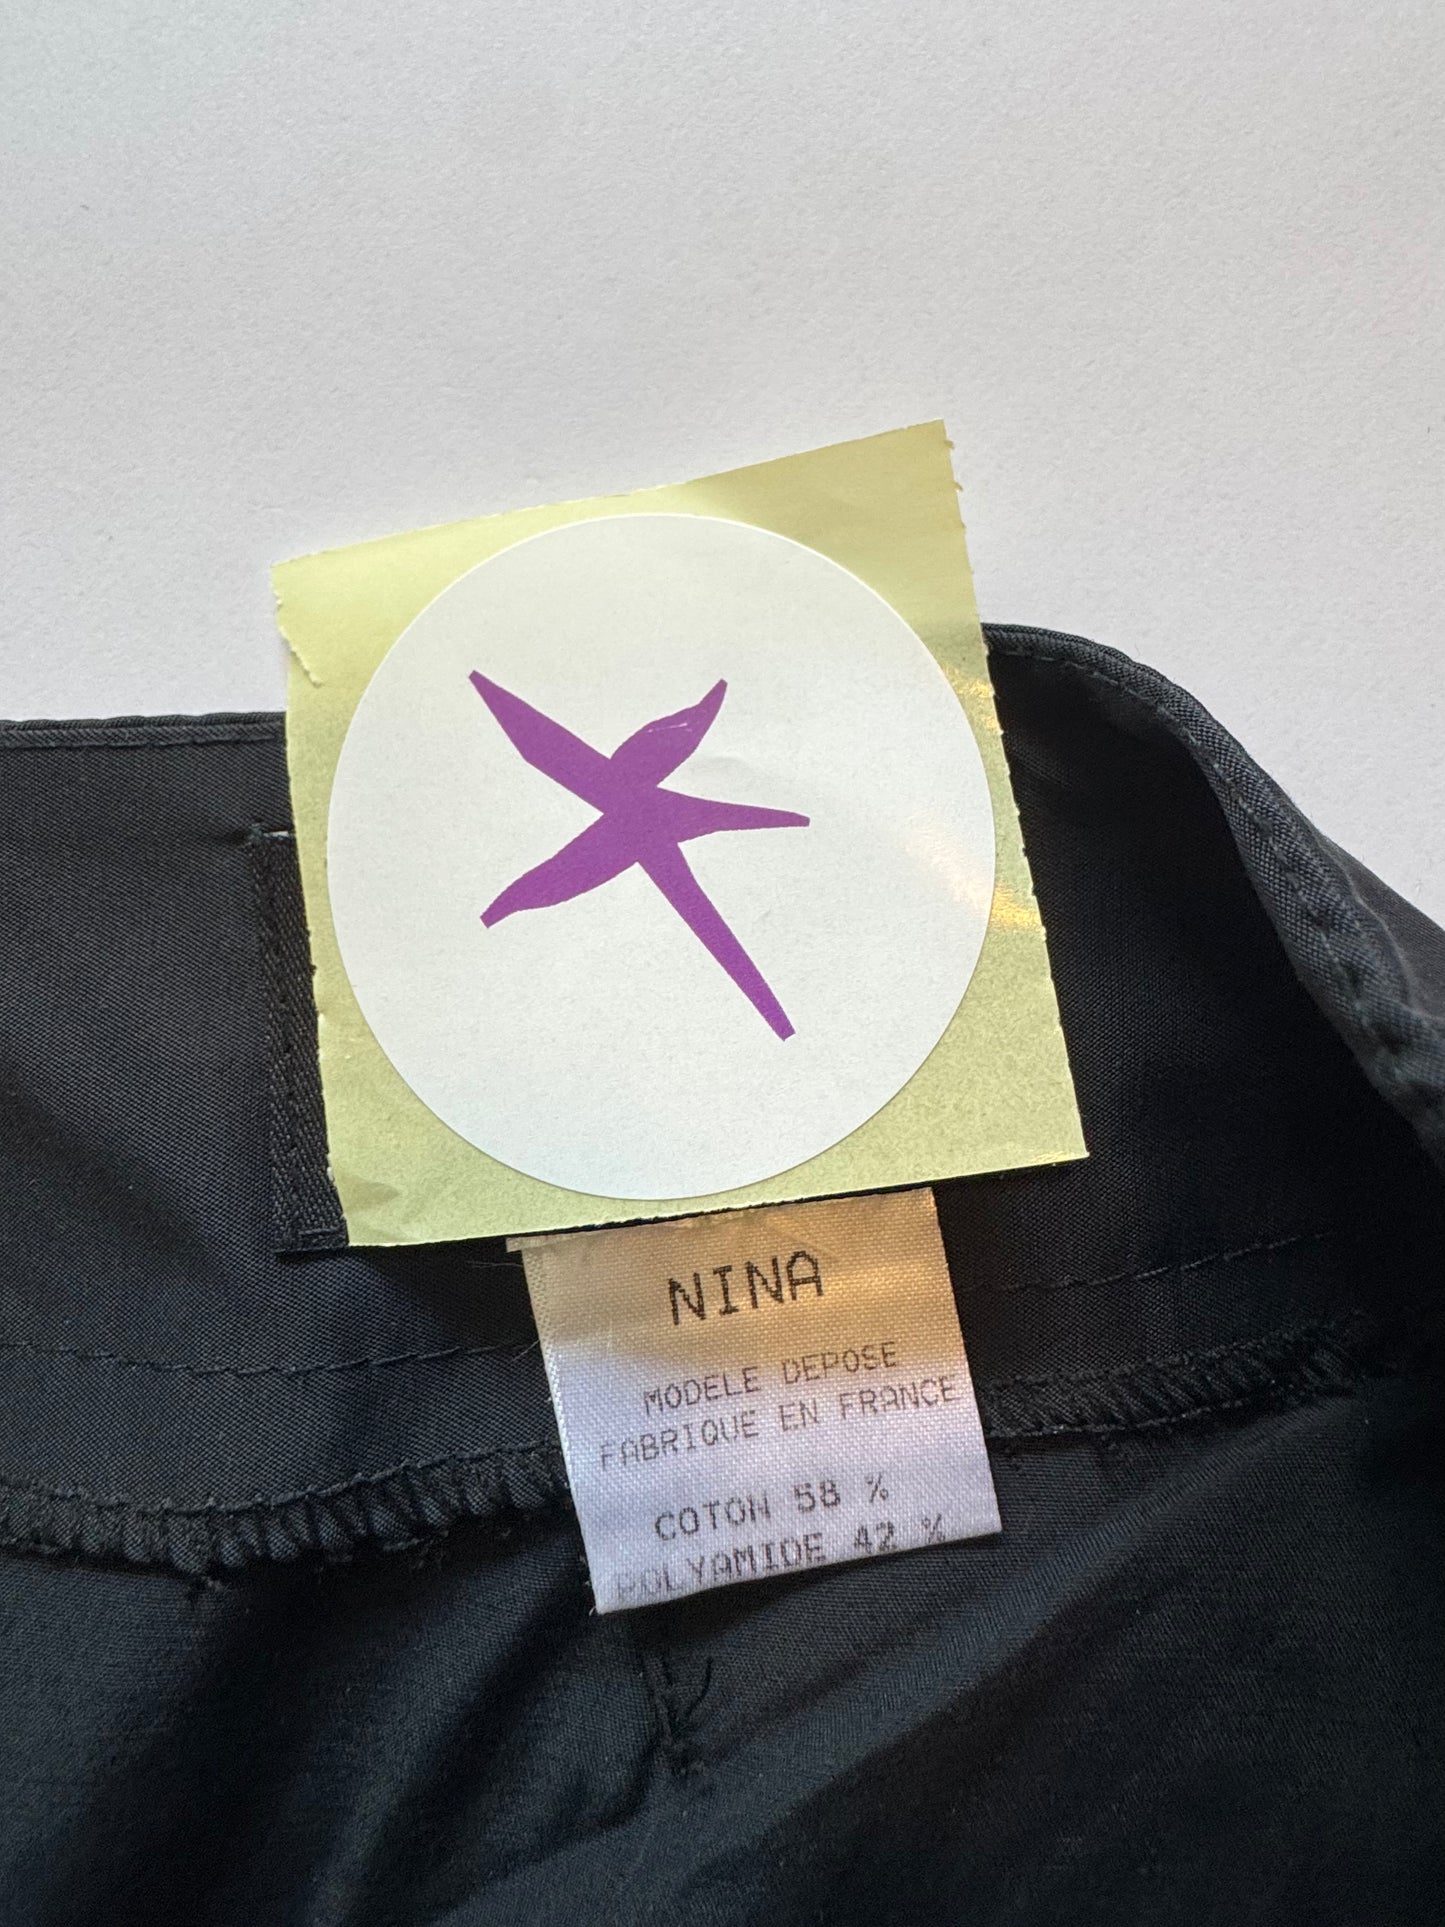 NINA
MODELE DEPOSE
FABRIQUE EN FRANCE
COTON 58 %
POLYAMIDE 42 %